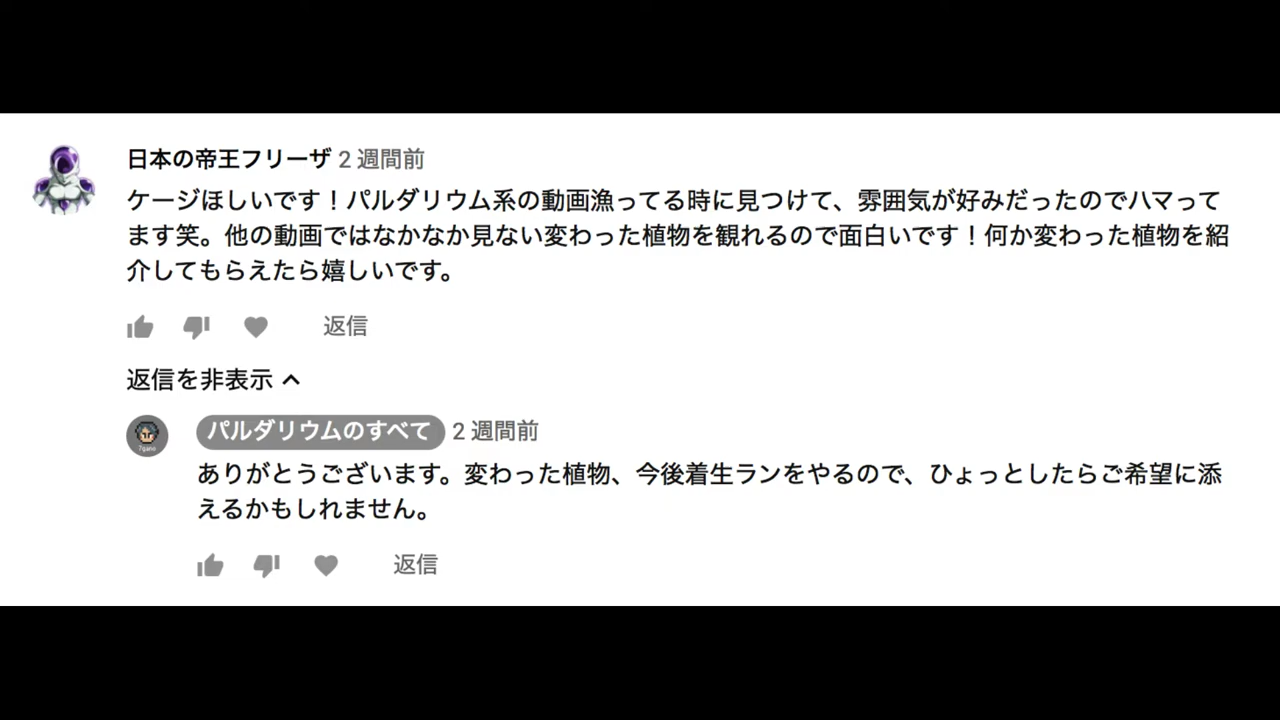 日本の帝王フリーザ 2 週間前
ケージほしいです！パルダリウム系の動画漁ってる時に見つけて、雰囲気が好みだったのでハマって
ます笑。他の動画ではなかなか見ない変わった植物を観れるので面白いです！何か変わった植物を紹
介してもらえたら嬉しいです。
返信
返信を非表示
パルダリウムのすべて 2 週間前
ありがとうございます。変わった植物、今後着生ランをやるので、ひょっとしたらご希望に添
えるかもしれません。
返信